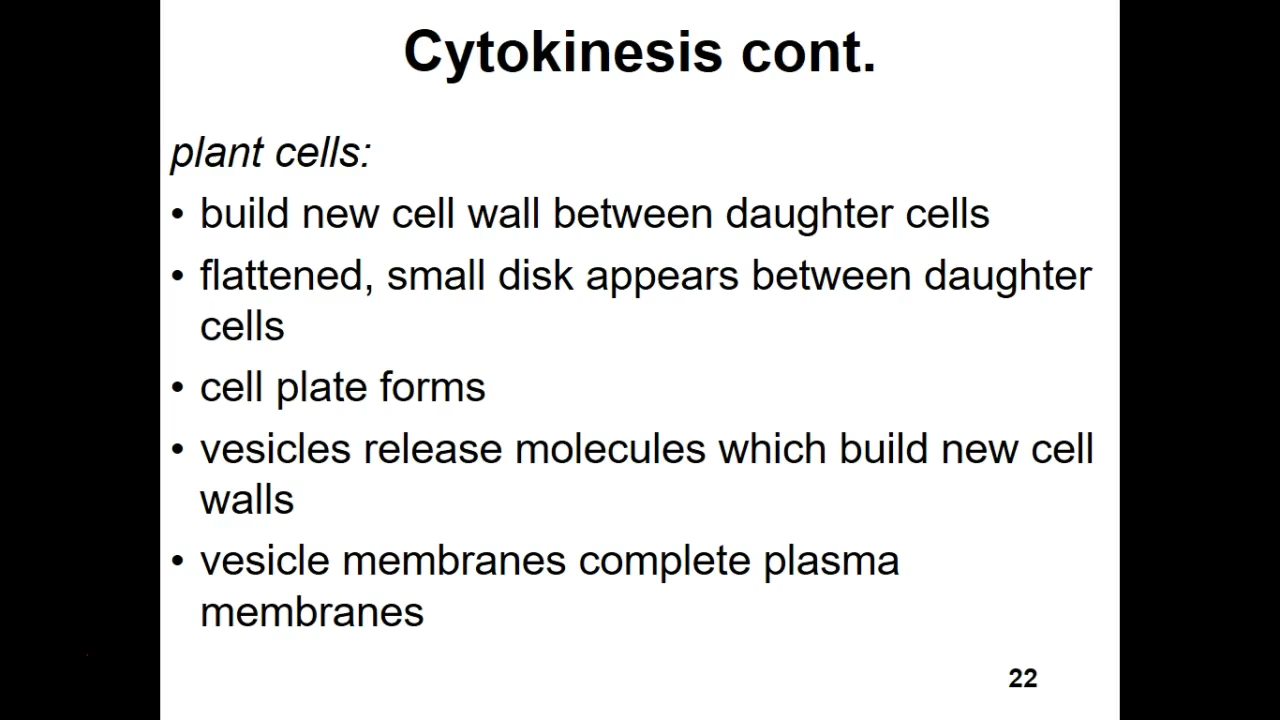 Cytokinesis cont.
plant cells:
• build new cell wall between daughter cells
• flattened, small disk appears between daughter
cells
• cell plate forms
• vesicles release molecules which build new cell
walls
• vesicle membranes complete plasma
membranes
22